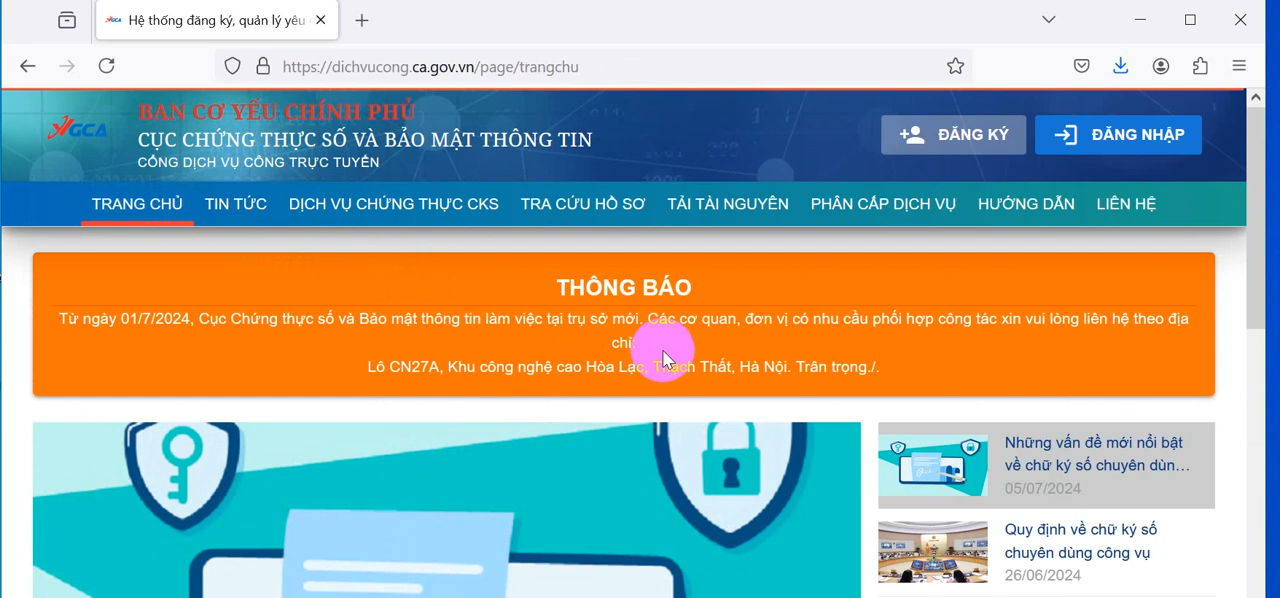 Hệ thống đăng ký, quản lý yêu
https://dichvucong.ca.gov.vn/page/trangchu
GCA
BAN CƠ YẾU CHÍNH PHỦ
CỤC CHỨNG THỰC SỐ VÀ BẢO MẬT THÔNG TIN
CỔNG DỊCH VỤ CÔNG TRỰC TUYẾN
ĐĂNG KÝ
ĐĂNG NHẬP
TRANG CHỦ TIN TỨC DỊCH VỤ CHỨNG THỰC CKS TRA CỨU HỒ SƠ TẢI TÀI NGUYÊN PHÂN CẤP DỊCH VỤ HƯỚNG DẪN LIÊN HỆ
THÔNG BÁO
Từ ngày 01/7/2024, Cục Chứng thực số và Bảo mật thông tin làm việc tại trụ sở mới. Các cơ quan, đơn vị có nhu cầu phối hợp công tác xin vui lòng liên hệ theo địa
chỉ:
Lô CN27A, Khu công nghệ cao Hòa Lạc, Thạch Thất, Hà Nội. Trân trọng./.
Những vấn đề mới nổi bật
về chữ ký số chuyên dùn...
05/07/2024
Quy định về chữ ký số
chuyên dùng công vụ
26/06/2024